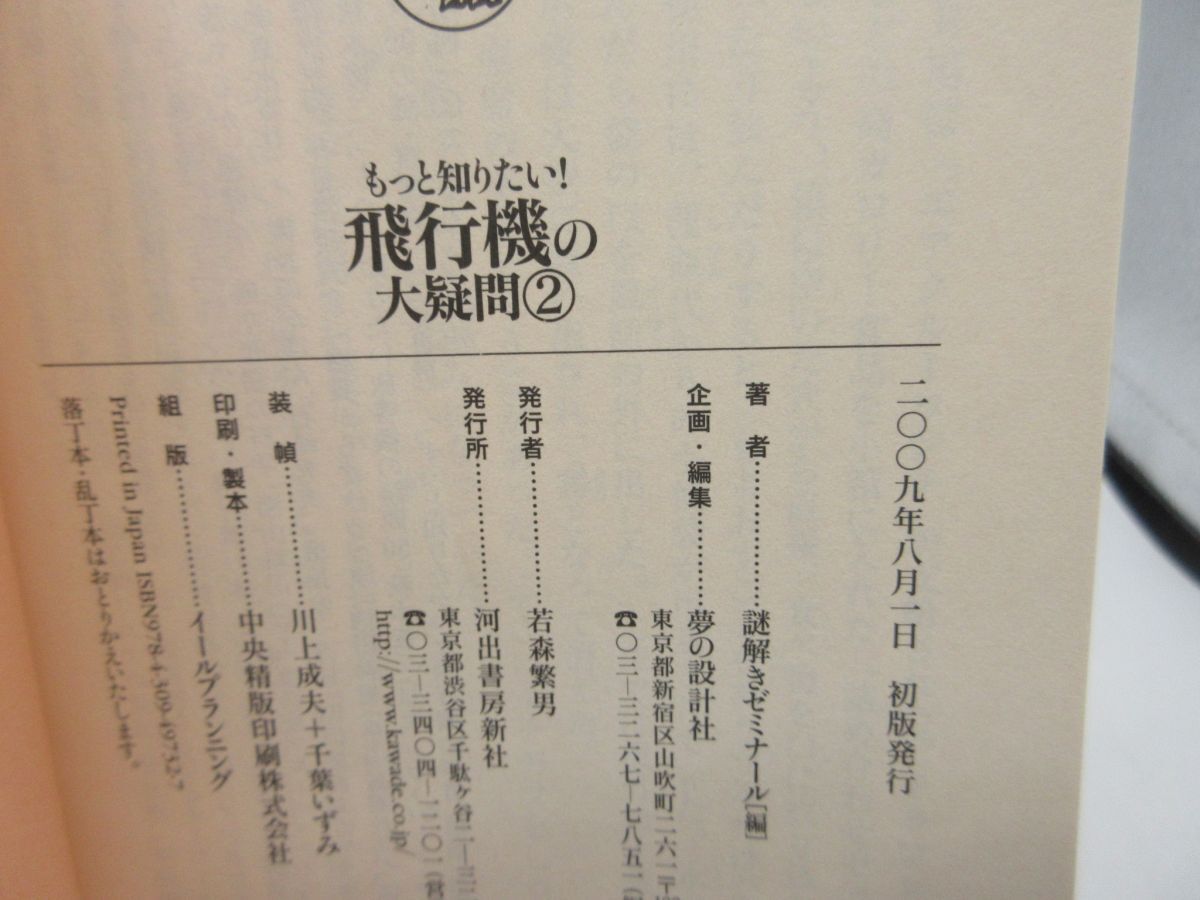 もっと知りたい!
飛行機の
大疑問②
二〇〇九年八月一日 初版発行
著者……………謎解きゼミナール[編]
企画・編集…………夢の設計社
東京都新宿区山吹町二六一〒
☎〇三―三二六七―七八五一
発行者……………若森繁男
発行所……………河出書房新社
東京都渋谷区千駄ヶ谷二―三二
☎〇三―三四〇四―一二〇一(営
http://www.kawade.co.jp/
装幀……………川上成夫+千葉いずみ
印刷・製本…………中央精版印刷株式会社
組版……………イールプランニング
Printed in Japan ISBN978-4-309-49732-7
落丁本・乱丁本はおとりかえいたします。